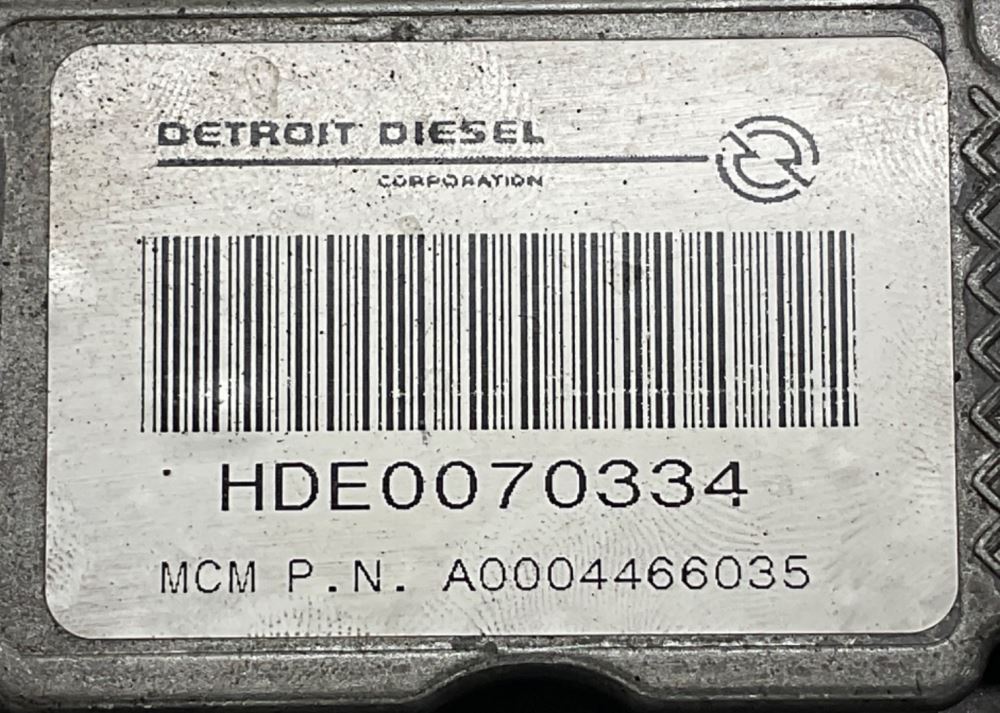 DETROIT DIESEL
CORPORATION
HDE0070334
MCM P.N. A0004466035